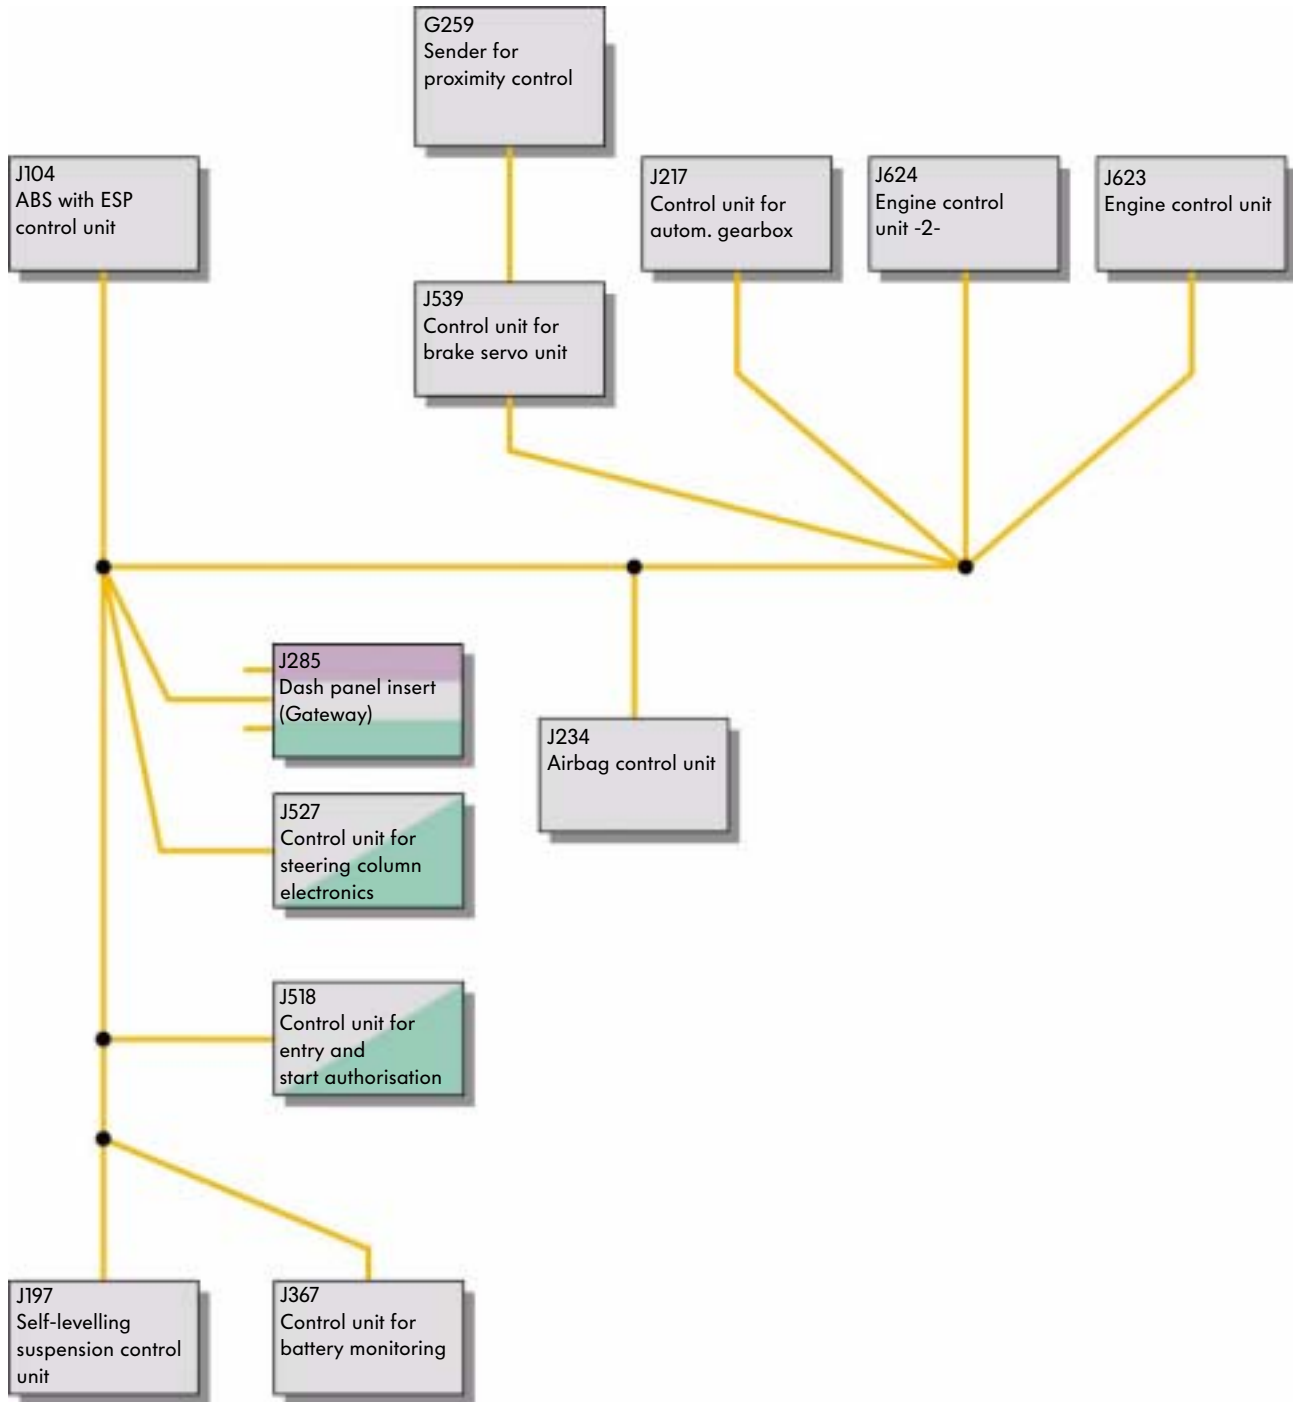 G259
Sender for
proximity control
J104
ABS with ESP
control unit
J217
Control unit for
autom. gearbox
J624
Engine control
unit -2-
J623
Engine control unit
J539
Control unit for
brake servo unit
J285
Dash panel insert
(Gateway)
J234
Airbag control unit
J527
Control unit for
steering column
electronics
J518
Control unit for
entry and
start authorisation
J197
Self-levelling
suspension control
unit
J367
Control unit for
battery monitoring